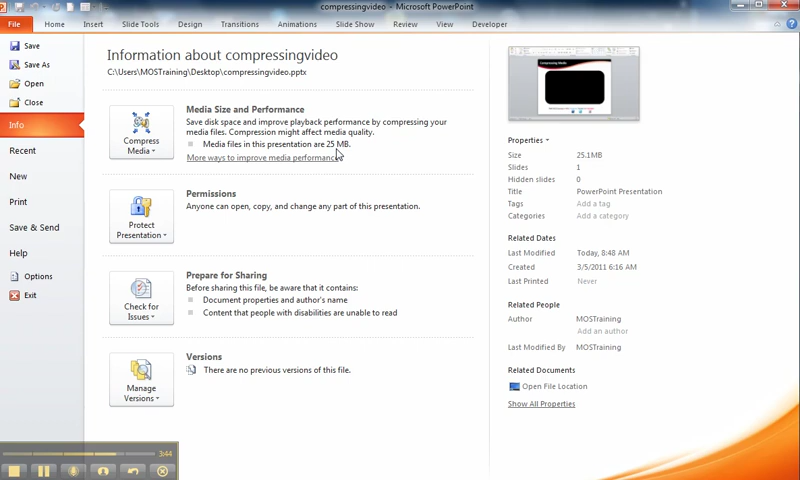 compressingvideo - Microsoft PowerPoint
File Home Insert Slide Tools Design Transitions Animations Slide Show Review View Developer
Save
Save As
Open
Close
Info
Recent
New
Print
Save & Send
Help
Options
Exit
Information about compressingvideo
C:\Users\MOSTraining\Desktop\compressingvideo.pptx
Compress
Media
Media Size and Performance
Save disk space and improve playback performance by compressing your
media files. Compression might affect media quality.
Media files in this presentation are 25 MB.
More ways to improve media performance
Protect
Presentation
Permissions
Anyone can open, copy, and change any part of this presentation.
Check for
Issues
Prepare for Sharing
Before sharing this file, be aware that it contains:
Document properties and author's name
Content that people with disabilities are unable to read
Manage
Versions
Versions
There are no previous versions of this file.
Compressing Media
Properties
Size 25.1MB
Slides 1
Hidden slides 0
Title PowerPoint Presentation
Tags Add a tag
Categories Add a category
Related Dates
Last Modified Today, 8:48 AM
Created 3/5/2011 6:16 AM
Last Printed Never
Related People
Author MOSTraining
Add an author
Last Modified By MOSTraining
Related Documents
Open File Location
Show All Properties
3:44